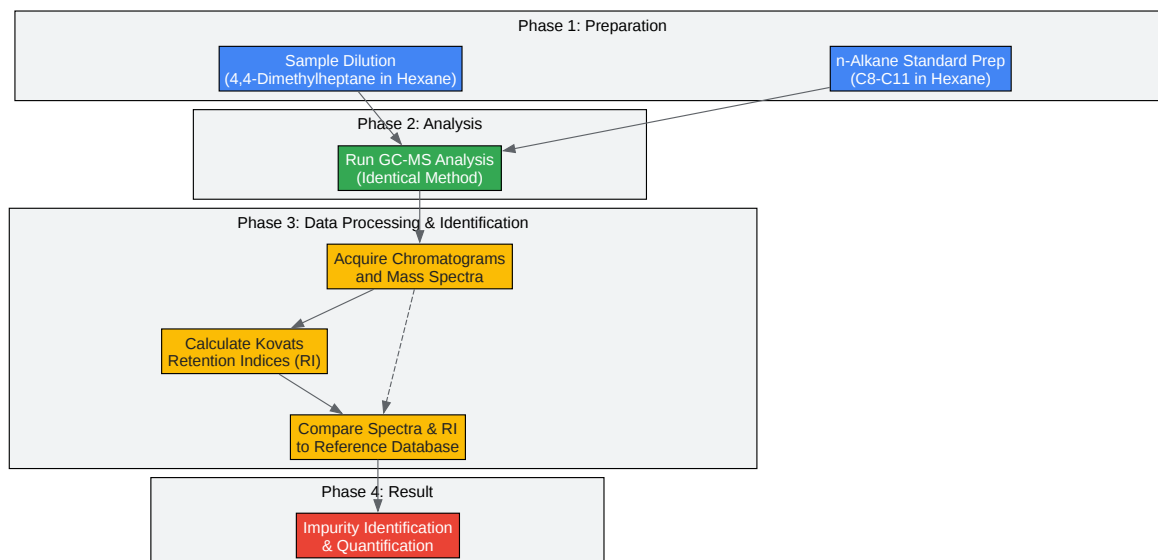 Phase 1: Preparation
Sample Dilution
(4,4-Dimethylheptane in Hexane)
n-Alkane Standard Prep
(C8-C11 in Hexane)
Phase 2: Analysis
Run GC-MS Analysis
(Identical Method)
Phase 3: Data Processing & Identification
Acquire Chromatograms
and Mass Spectra
Calculate Kovats
Retention Indices (RI)
Compare Spectra & RI
to Reference Database
Phase 4: Result
Impurity Identification
& Quantification